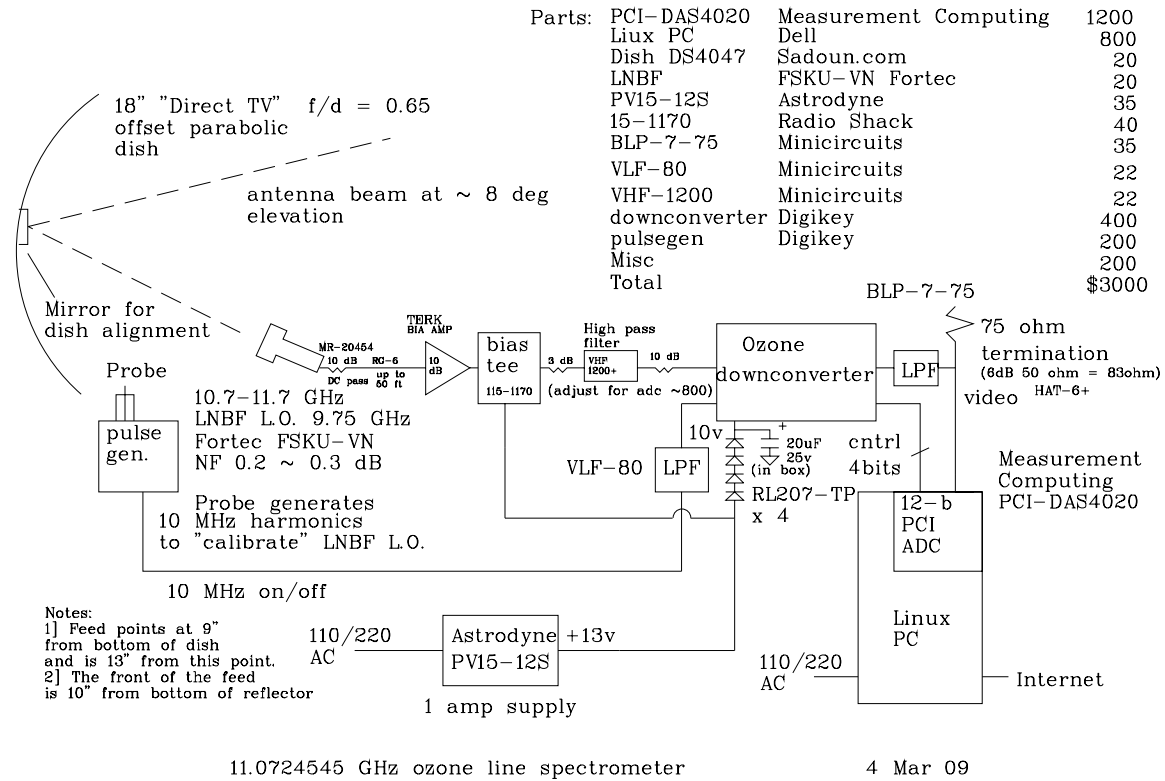 Parts: PCI-DAS4020 Measurement Computing 1200
Liux PC Dell 800
Dish DS4047 Sadoun.com 20
LNBF FSKU-VN Fortec 20
PV15-12S Astrodyne 35
15-1170 Radio Shack 40
BLP-7-75 Minicircuits 35
VLF-80 Minicircuits 22
VHF-1200 Minicircuits 22
downconverter Digikey 400
pulsegen Digikey 200
Misc 200
Total $3000
18" "Direct TV" f/d = 0.65
offset parabolic
dish
antenna beam at ~ 8 deg
elevation
Mirror for
dish alignment
MR-20454
10 dB
DC pass
RG-6
up to
50 ft
TERK
BIA AMP
10
dB
bias
tee
115-1170
3 dB
High pass
filter
VHF
1200+
10 dB
(adjust for adc ~800)
Ozone
downconverter
BLP-7-75
LPF
75 ohm
termination
(6dB 50 ohm = 83ohm)
video HAT-6+
Probe
pulse
gen.
10.7-11.7 GHz
LNBF L.O. 9.75 GHz
Fortec FSKU-VN
NF 0.2 ~ 0.3 dB
Probe generates
10 MHz harmonics
to "calibrate" LNBF L.O.
VLF-80
LPF
10v
+
20uF
25v
(in box)
RL207-TP
x 4
cntrl
4bits
Measurement
Computing
PCI-DAS4020
12-b
PCI
ADC
Linux
PC
10 MHz on/off
Notes:
1] Feed points at 9"
from bottom of dish
and is 13" from this point.
2] The front of the feed
is 10" from bottom of reflector
110/220
AC
Astrodyne
PV15-12S
+13v
1 amp supply
110/220
AC
Internet
11.0724545 GHz ozone line spectrometer 4 Mar 09